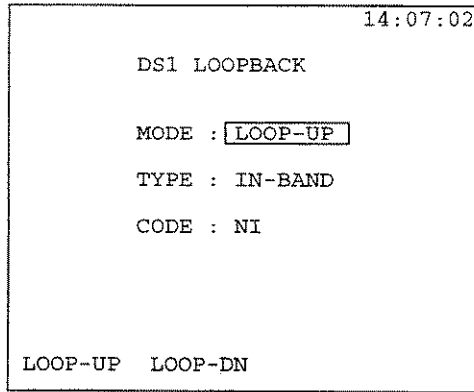 14:07:02
DS1 LOOPBACK
MODE : LOOP-UP
TYPE : IN-BAND
CODE : NI
LOOP-UP LOOP-DN